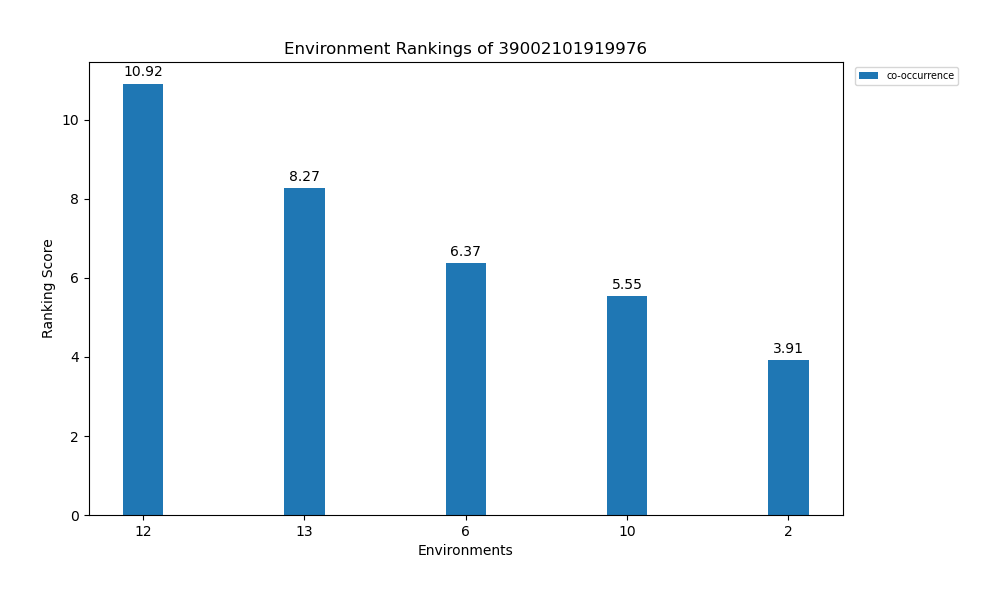 Environment Rankings of 39002101919976
10.92
8.27
6.37
5.55
3.91
co-occurrence
Ranking Score
10
8
6
4
2
0
12 13 6 10 2
Environments